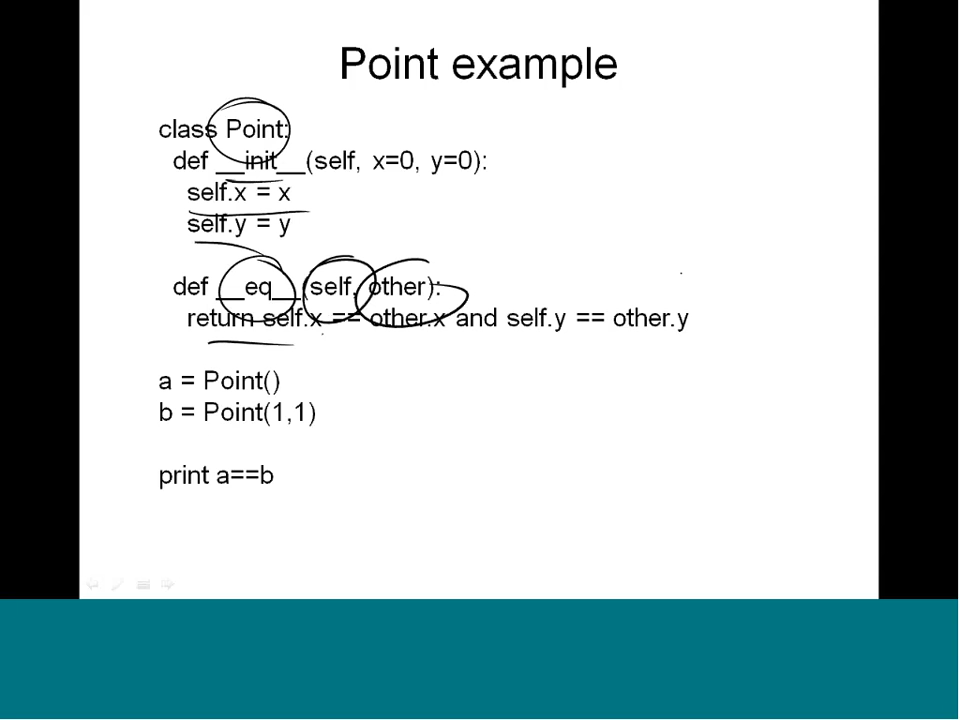 Point example
class Point:
def __init__(self, x=0, y=0):
self.x = x
self.y = y
def __eq__(self, other):
return self.x == other.x and self.y == other.y
a = Point()
b = Point(1,1)
print a==b